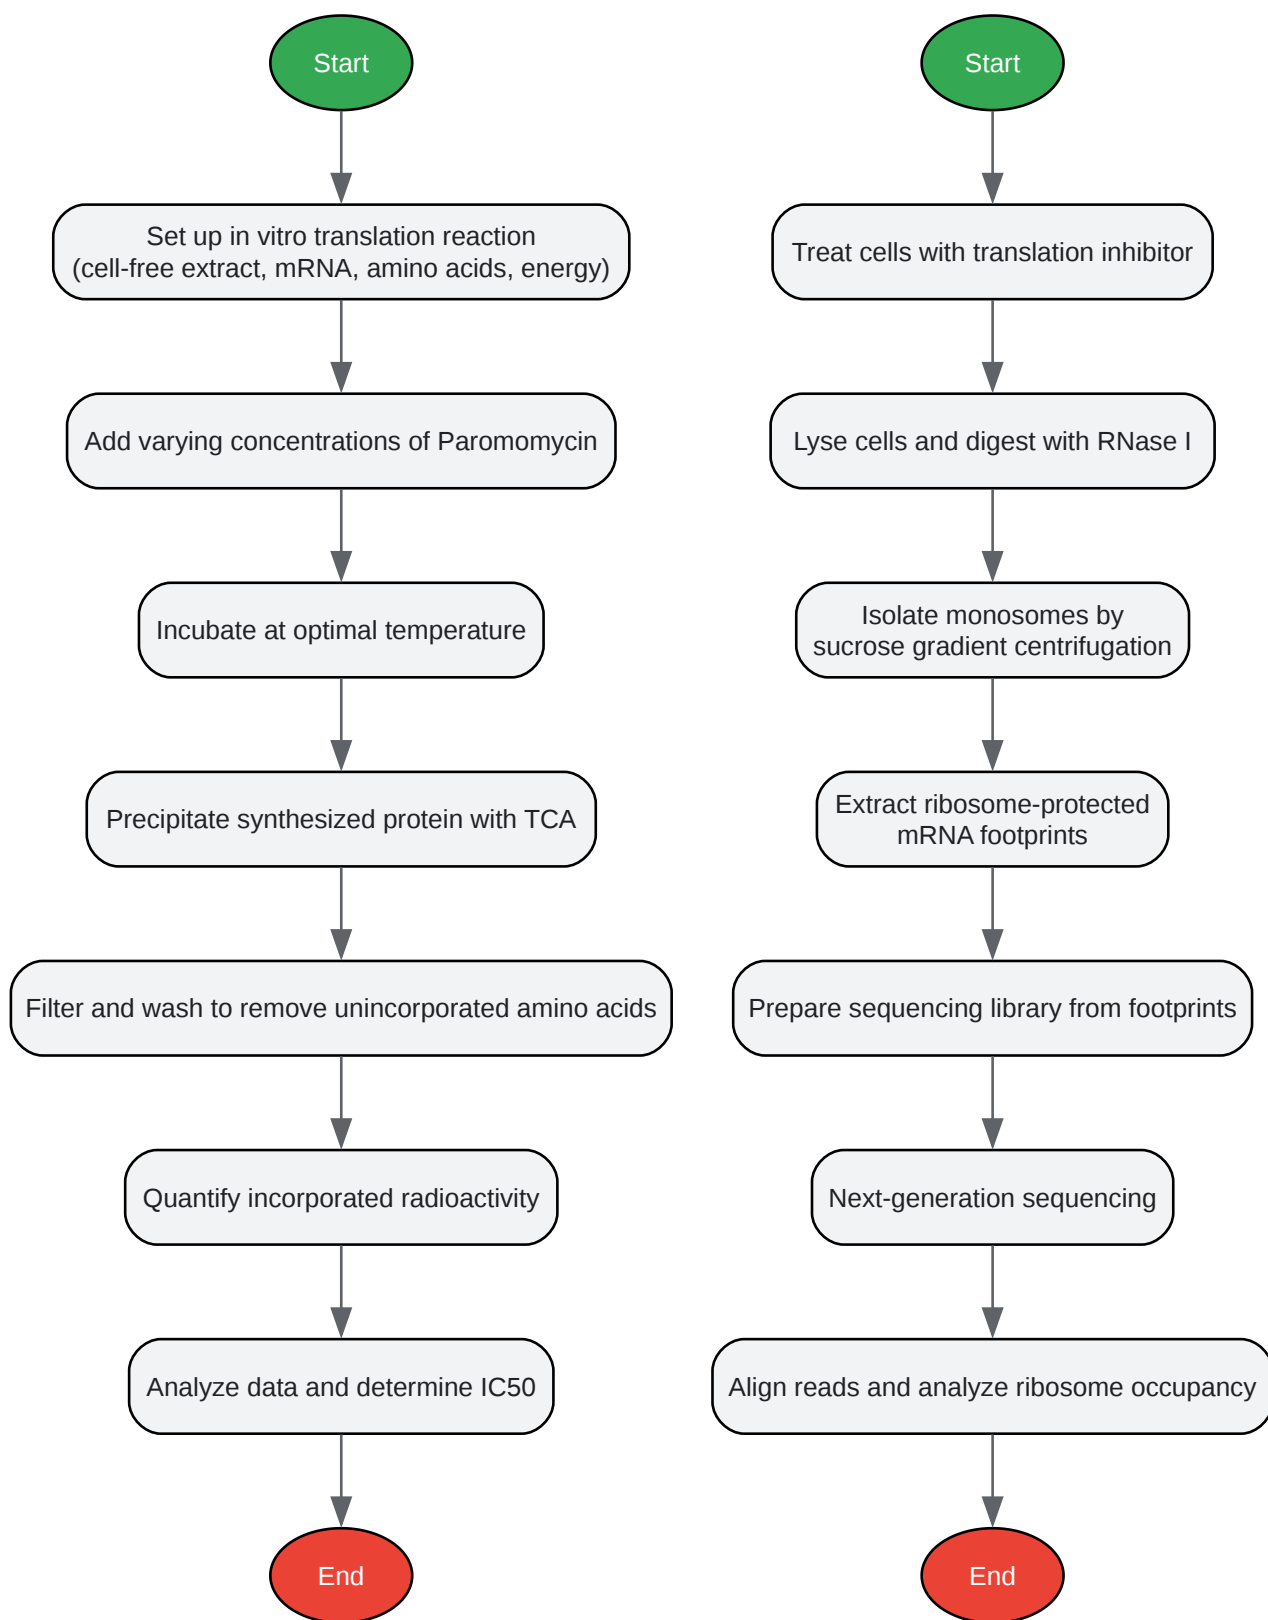 Start
Set up in vitro translation reaction
(cell-free extract, mRNA, amino acids, energy)
Add varying concentrations of Paromomycin
Incubate at optimal temperature
Precipitate synthesized protein with TCA
Filter and wash to remove unincorporated amino acids
Quantify incorporated radioactivity
Analyze data and determine IC50
End
Start
Treat cells with translation inhibitor
Lyse cells and digest with RNase I
Isolate monosomes by
sucrose gradient centrifugation
Extract ribosome-protected
mRNA footprints
Prepare sequencing library from footprints
Next-generation sequencing
Align reads and analyze ribosome occupancy
End